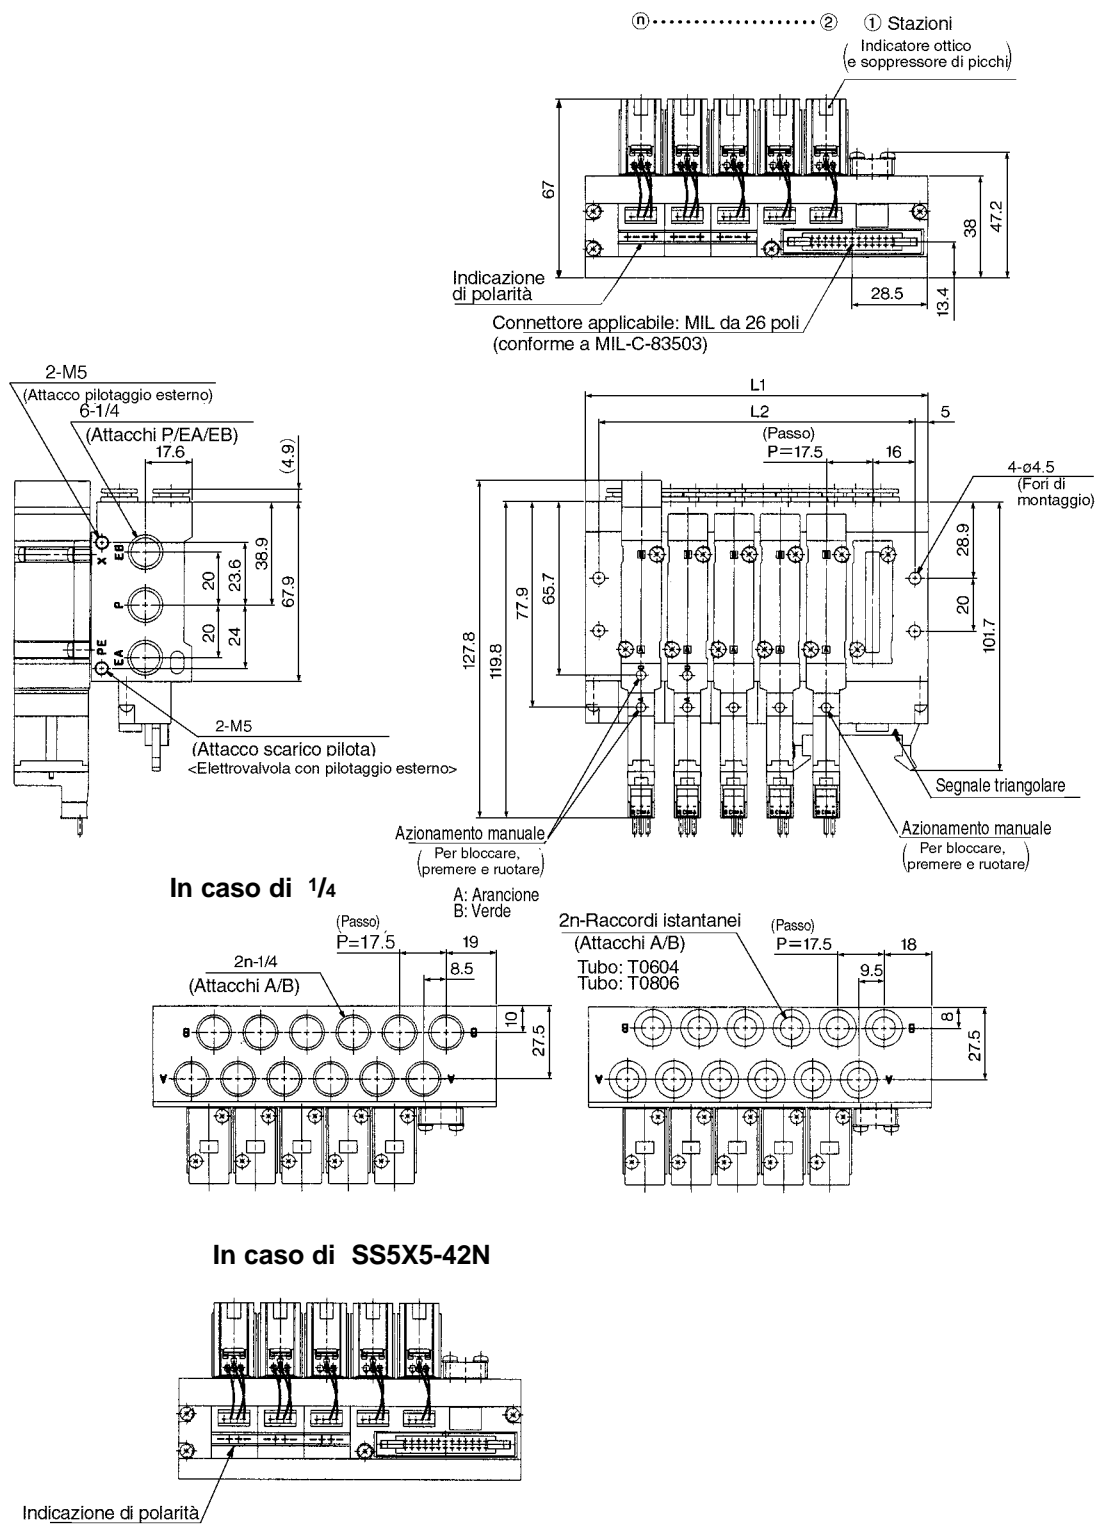 ⓝ •••••••••••••••• ② ① Stazioni
(Indicatore ottico
e soppressore di picchi)
67
38
47.2
13.4
28.5
Indicazione
di polarità
Connettore applicabile: MIL da 26 poli
(conforme a MIL-C-83503)
2-M5
(Attacco pilotaggio esterno)
6-1/4
(Attacchi P/EA/EB)
17.6
(4.9)
X
EB
P
PE
EA
20
20
23.6
24
38.9
67.9
2-M5
(Attacco scarico pilota)
<Elettrovalvola con pilotaggio esterno>
L1
L2
5
(Passo)
P=17.5
16
4-ø4.5
(Fori di
montaggio)
127.8
119.8
77.9
65.7
28.9
20
101.7
B
B
B
B
B
A
A
A
A
A
Segnale triangolare
Azionamento manuale
(Per bloccare,
premere e ruotare)
Azionamento manuale
(Per bloccare,
premere e ruotare)
A: Arancione
B: Verde
In caso di 1/4
(Passo)
P=17.5
19
8.5
2n-1/4
(Attacchi A/B)
10
27.5
B
B
A
A
2n-Raccordi istantanei
(Attacchi A/B)
Tubo: T0604
Tubo: T0806
(Passo)
P=17.5
18
9.5
8
27.5
B
B
A
A
In caso di SS5X5-42N
Indicazione di polarità